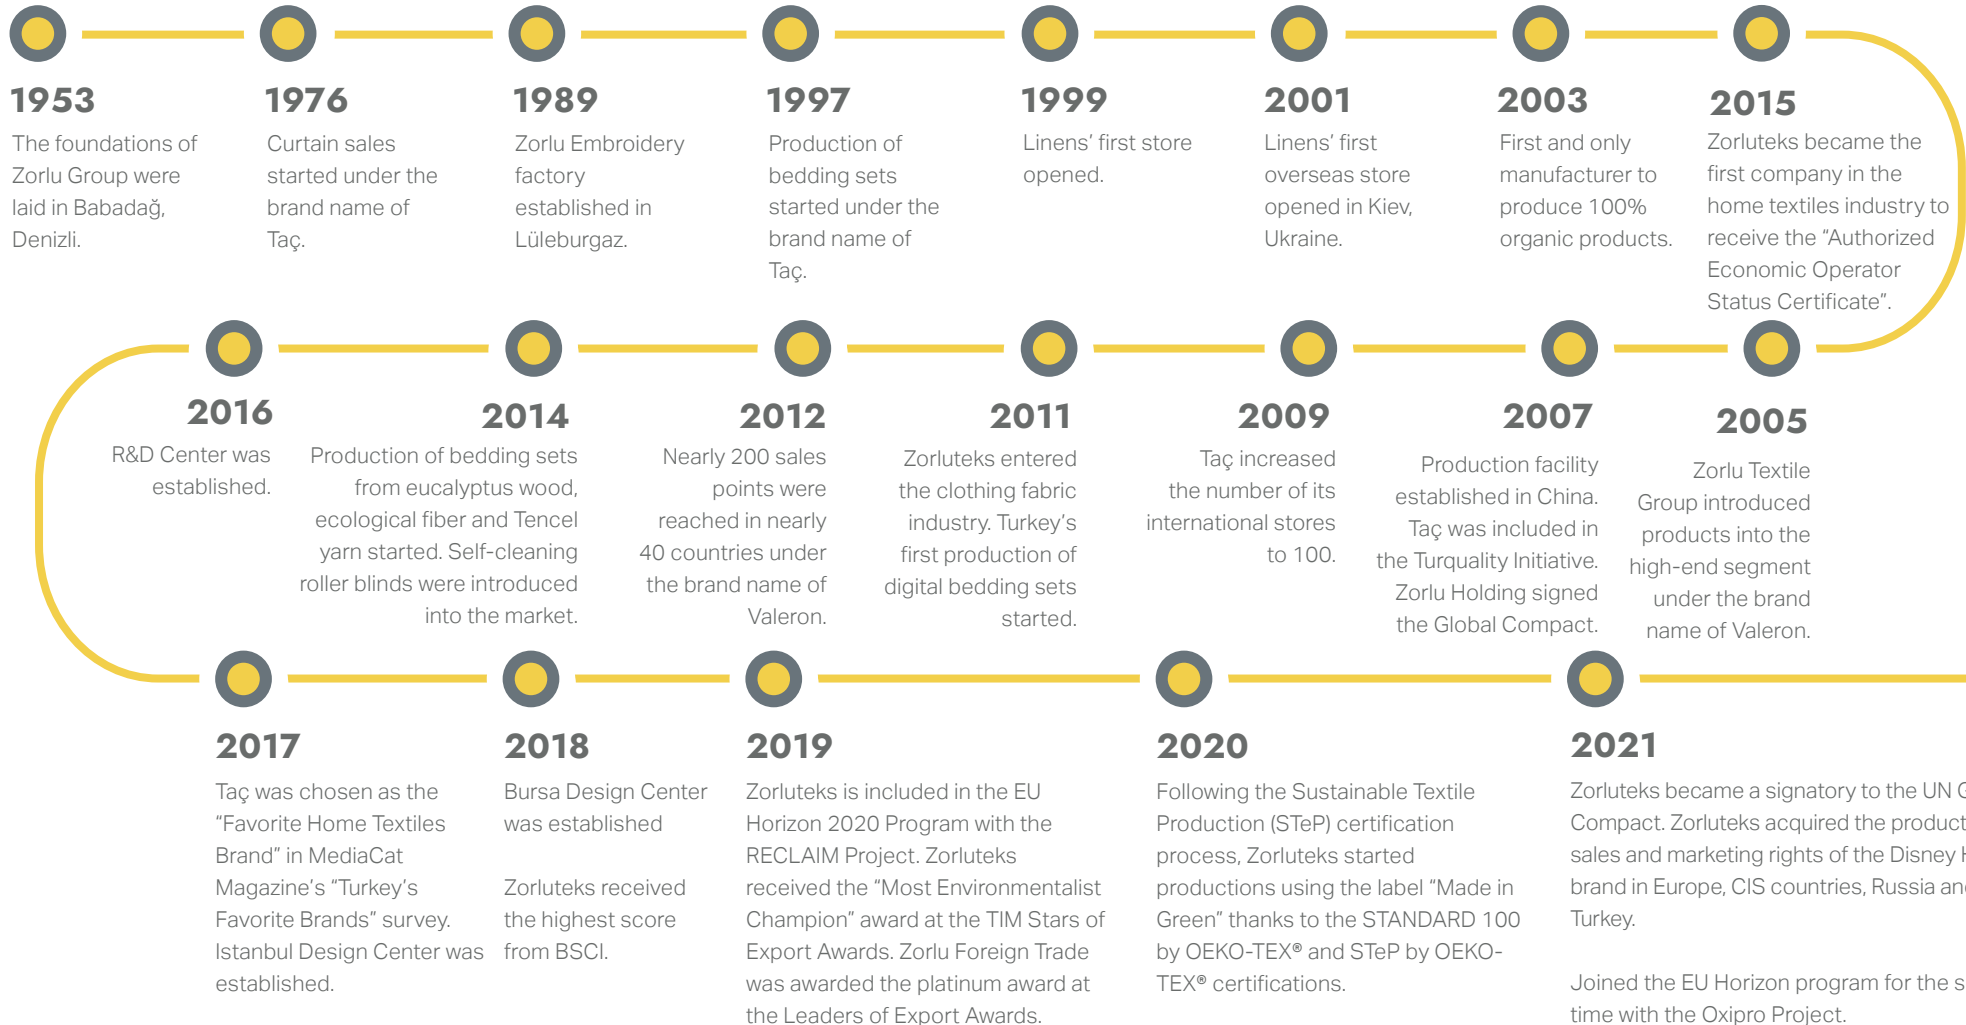 1953
The foundations of
Zorlu Group were
laid in Babadağ,
Denizli.
1976
Curtain sales
started under the
brand name of
Taç.
1989
Zorlu Embroidery
factory
established in
Lüleburgaz.
1997
Production of
bedding sets
started under the
brand name of
Taç.
1999
Linens’ first store
opened.
2001
Linens’ first
overseas store
opened in Kiev,
Ukraine.
2003
First and only
manufacturer to
produce 100%
organic products.
2015
Zorluteks became the
first company in the
home textiles industry to
receive the “Authorized
Economic Operator
Status Certificate”.
2016
R&D Center was
established.
2014
Production of bedding sets
from eucalyptus wood,
ecological fiber and Tencel
yarn started. Self-cleaning
roller blinds were introduced
into the market.
2012
Nearly 200 sales
points were
reached in nearly
40 countries under
the brand name of
Valeron.
2011
Zorluteks entered
the clothing fabric
industry. Turkey’s
first production of
digital bedding sets
started.
2009
Taç increased
the number of its
international stores
to 100.
2007
Production facility
established in China.
Taç was included in
the Turquality Initiative.
Zorlu Holding signed
the Global Compact.
2005
Zorlu Textile
Group introduced
products into the
high-end segment
under the brand
name of Valeron.
2017
Taç was chosen as the
“Favorite Home Textiles
Brand” in MediaCat
Magazine’s “Turkey’s
Favorite Brands” survey.
Istanbul Design Center was
established.
2018
Bursa Design Center
was established
Zorluteks received
the highest score
from BSCI.
2019
Zorluteks is included in the EU
Horizon 2020 Program with the
RECLAIM Project. Zorluteks
received the “Most Environmentalist
Champion” award at the TIM Stars of
Export Awards. Zorlu Foreign Trade
was awarded the platinum award at
the Leaders of Export Awards.
2020
Following the Sustainable Textile
Production (STeP) certification
process, Zorluteks started
productions using the label “Made in
Green” thanks to the STANDARD 100
by OEKO-TEX® and STeP by OEKO-
TEX® certifications.
2021
Zorluteks became a signatory to the UN
Compact. Zorluteks acquired the product
sales and marketing rights of the Disney
brand in Europe, CIS countries, Russia an
Turkey.
Joined the EU Horizon program for the s
time with the Oxipro Project.